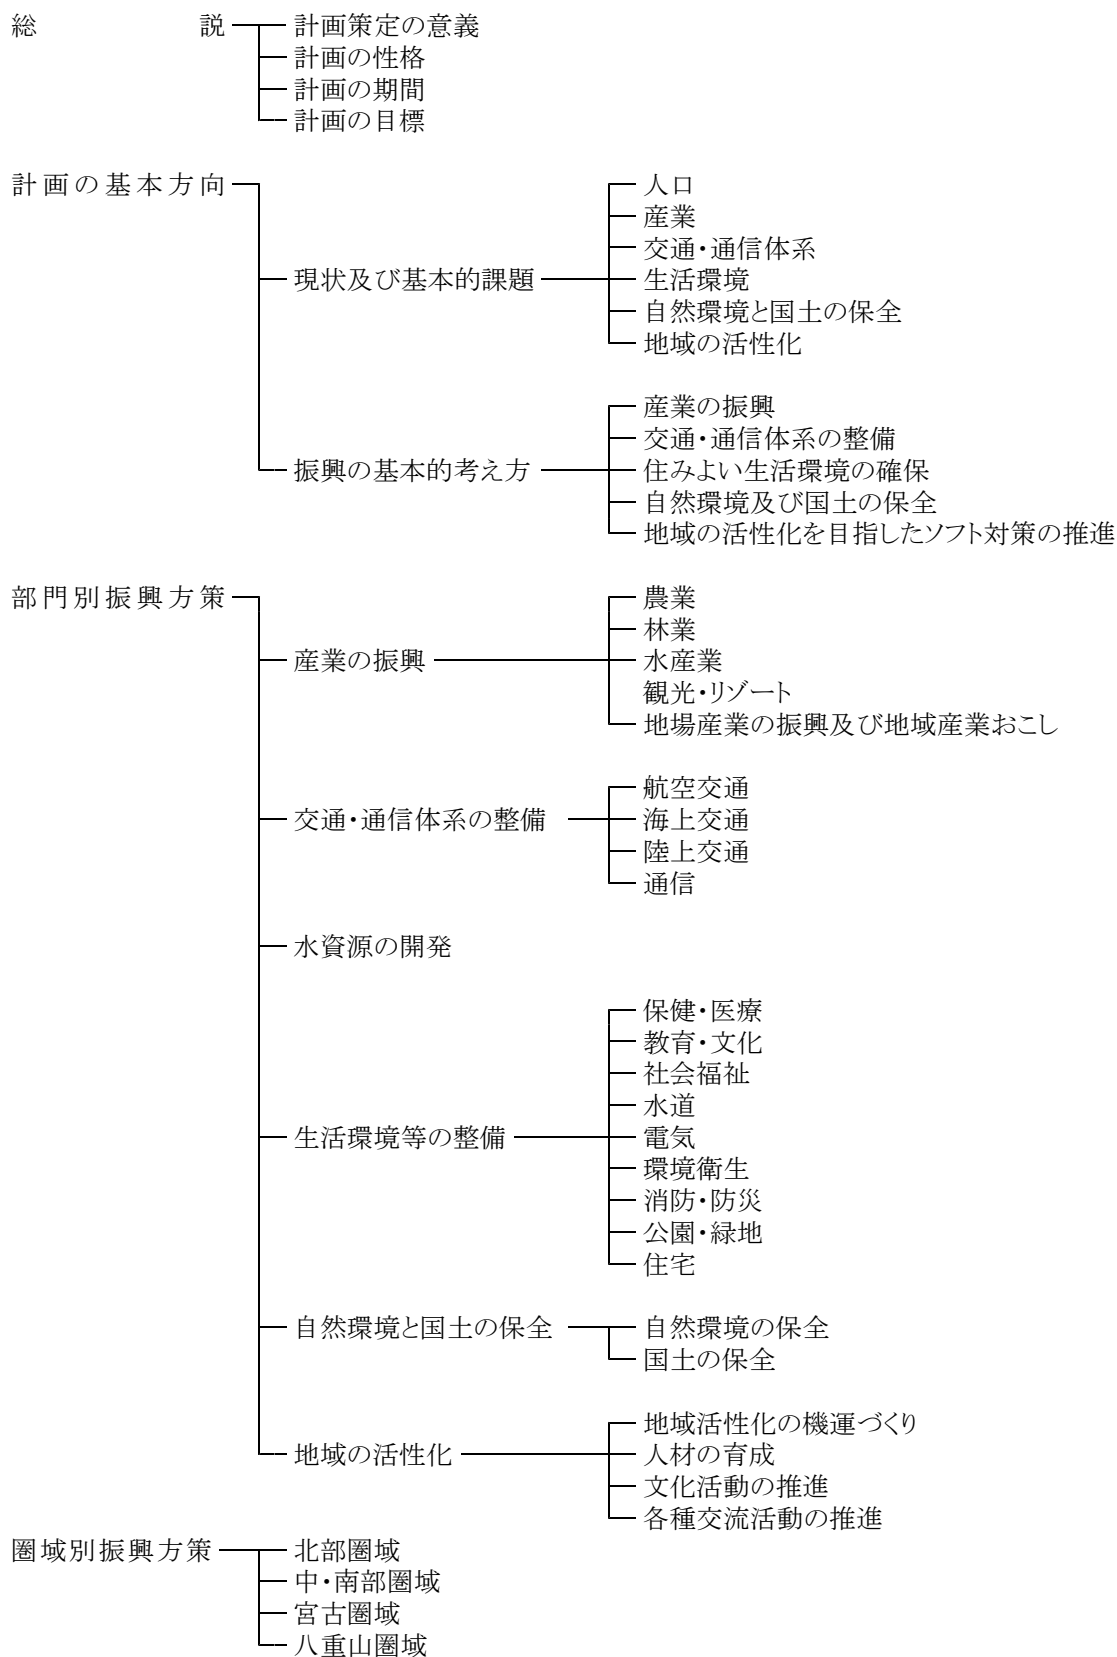 総　説
計画策定の意義
計画の性格
計画の期間
計画の目標
計画の基本方向
現状及び基本的課題
人口
産業
交通・通信体系
生活環境
自然環境と国土の保全
地域の活性化
振興の基本的考え方
産業の振興
交通・通信体系の整備
住みよい生活環境の確保
自然環境及び国土の保全
地域の活性化を目指したソフト対策の推進
部門別振興方策
産業の振興
農業
林業
水産業
観光・リゾート
地場産業の振興及び地域産業おこし
交通・通信体系の整備
航空交通
海上交通
陸上交通
通信
水資源の開発
生活環境等の整備
保健・医療
教育・文化
社会福祉
水道
電気
環境衛生
消防・防災
公園・緑地
住宅
自然環境と国土の保全
自然環境の保全
国土の保全
地域の活性化
地域活性化の機運づくり
人材の育成
文化活動の推進
各種交流活動の推進
圏域別振興方策
北部圏域
中・南部圏域
宮古圏域
八重山圏域